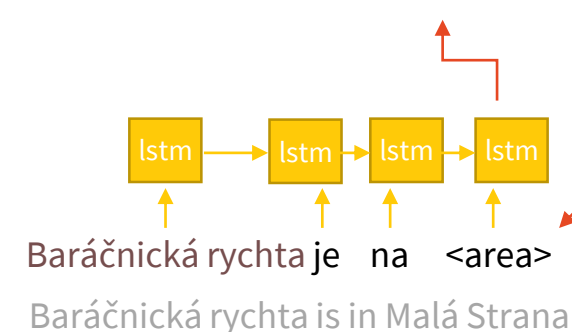 lstm lstm lstm lstm
Baráčnická rychta je na <area>
Baráčnická rychta is in Malá Strana